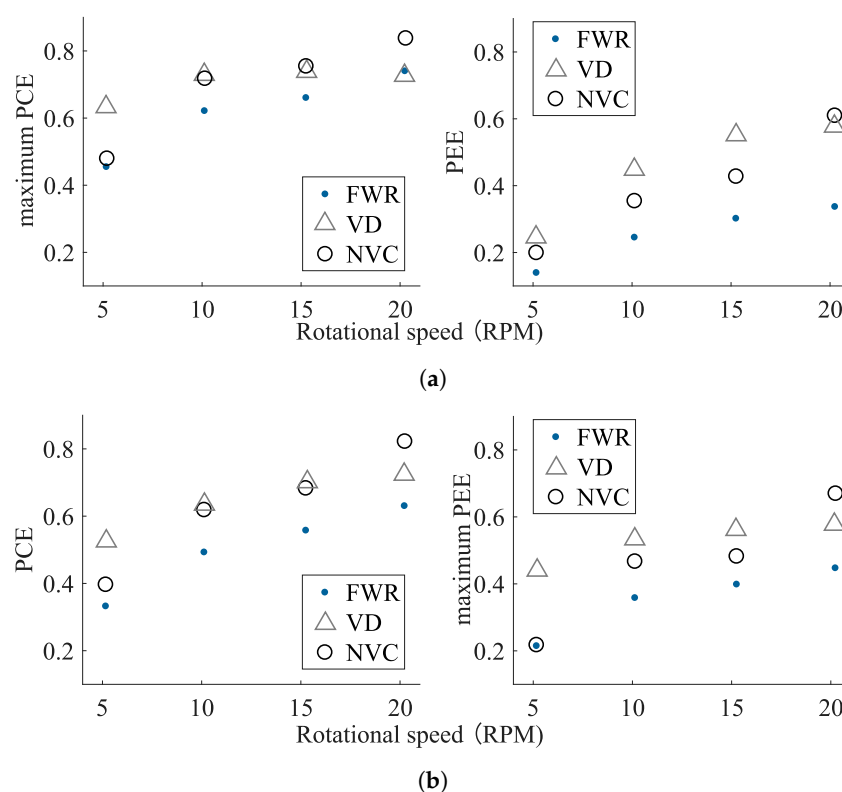 0.8
0.6
0.4
0.2
maximum PCE
FWR
VD
NVC
5
10
15
20
0.8
0.6
0.4
0.2
PEE
FWR
VD
NVC
5
10
15
20
Rotational speed (RPM)
(a)
0.8
0.6
0.4
0.2
PCE
FWR
VD
NVC
5
10
15
20
0.8
0.6
0.4
0.2
maximum PEE
FWR
VD
NVC
5
10
15
20
Rotational speed (RPM)
(b)